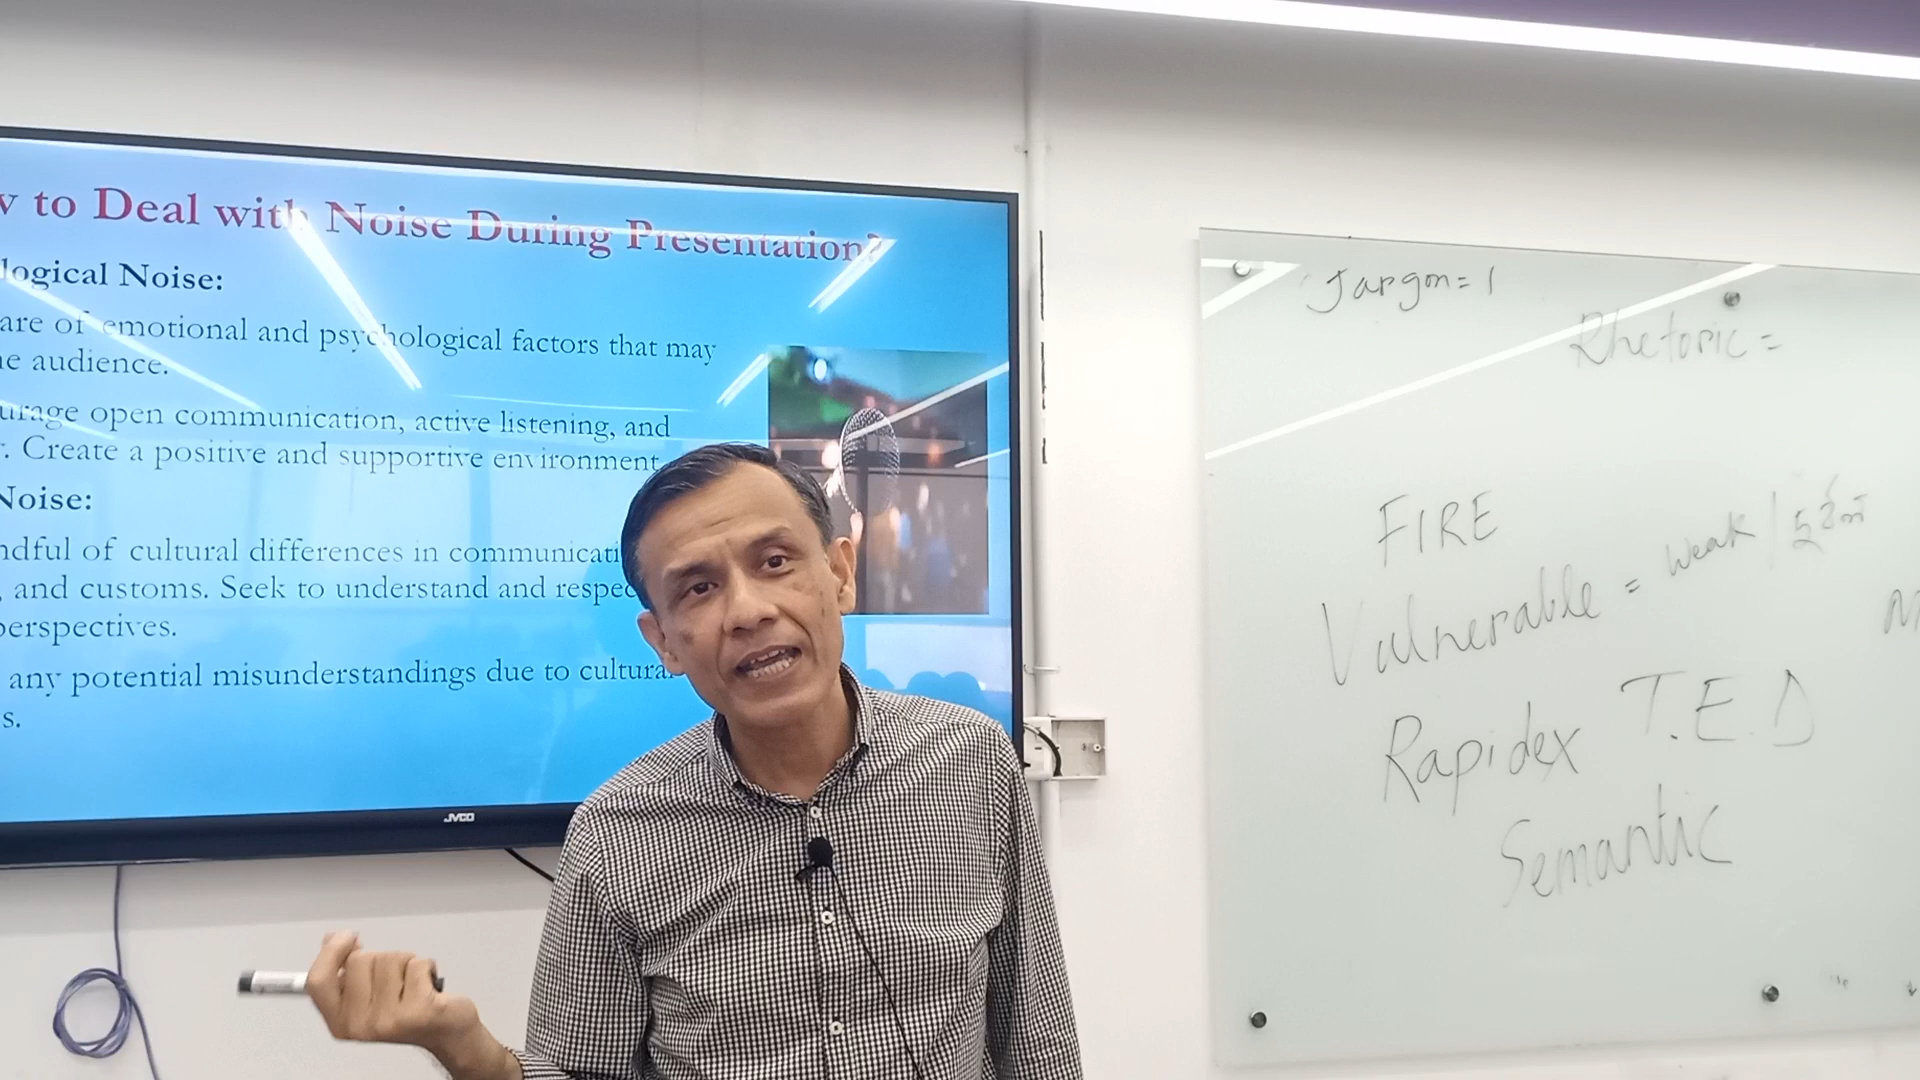 to Deal with Noise During Presentation?
logical Noise:
are of emotional and psychological factors that may
audience.
urage open communication, active listening, and
Create a positive and supportive environment
Noise:
ndful of cultural differences in communicati
, and customs. Seek to understand and respec
perspectives.
any potential misunderstandings due to cultura
s.
JVCO
Jargon = 1
Rhetoric =
FIRE
Vulnerable = weak /
Rapidex T.E.D
Semantic